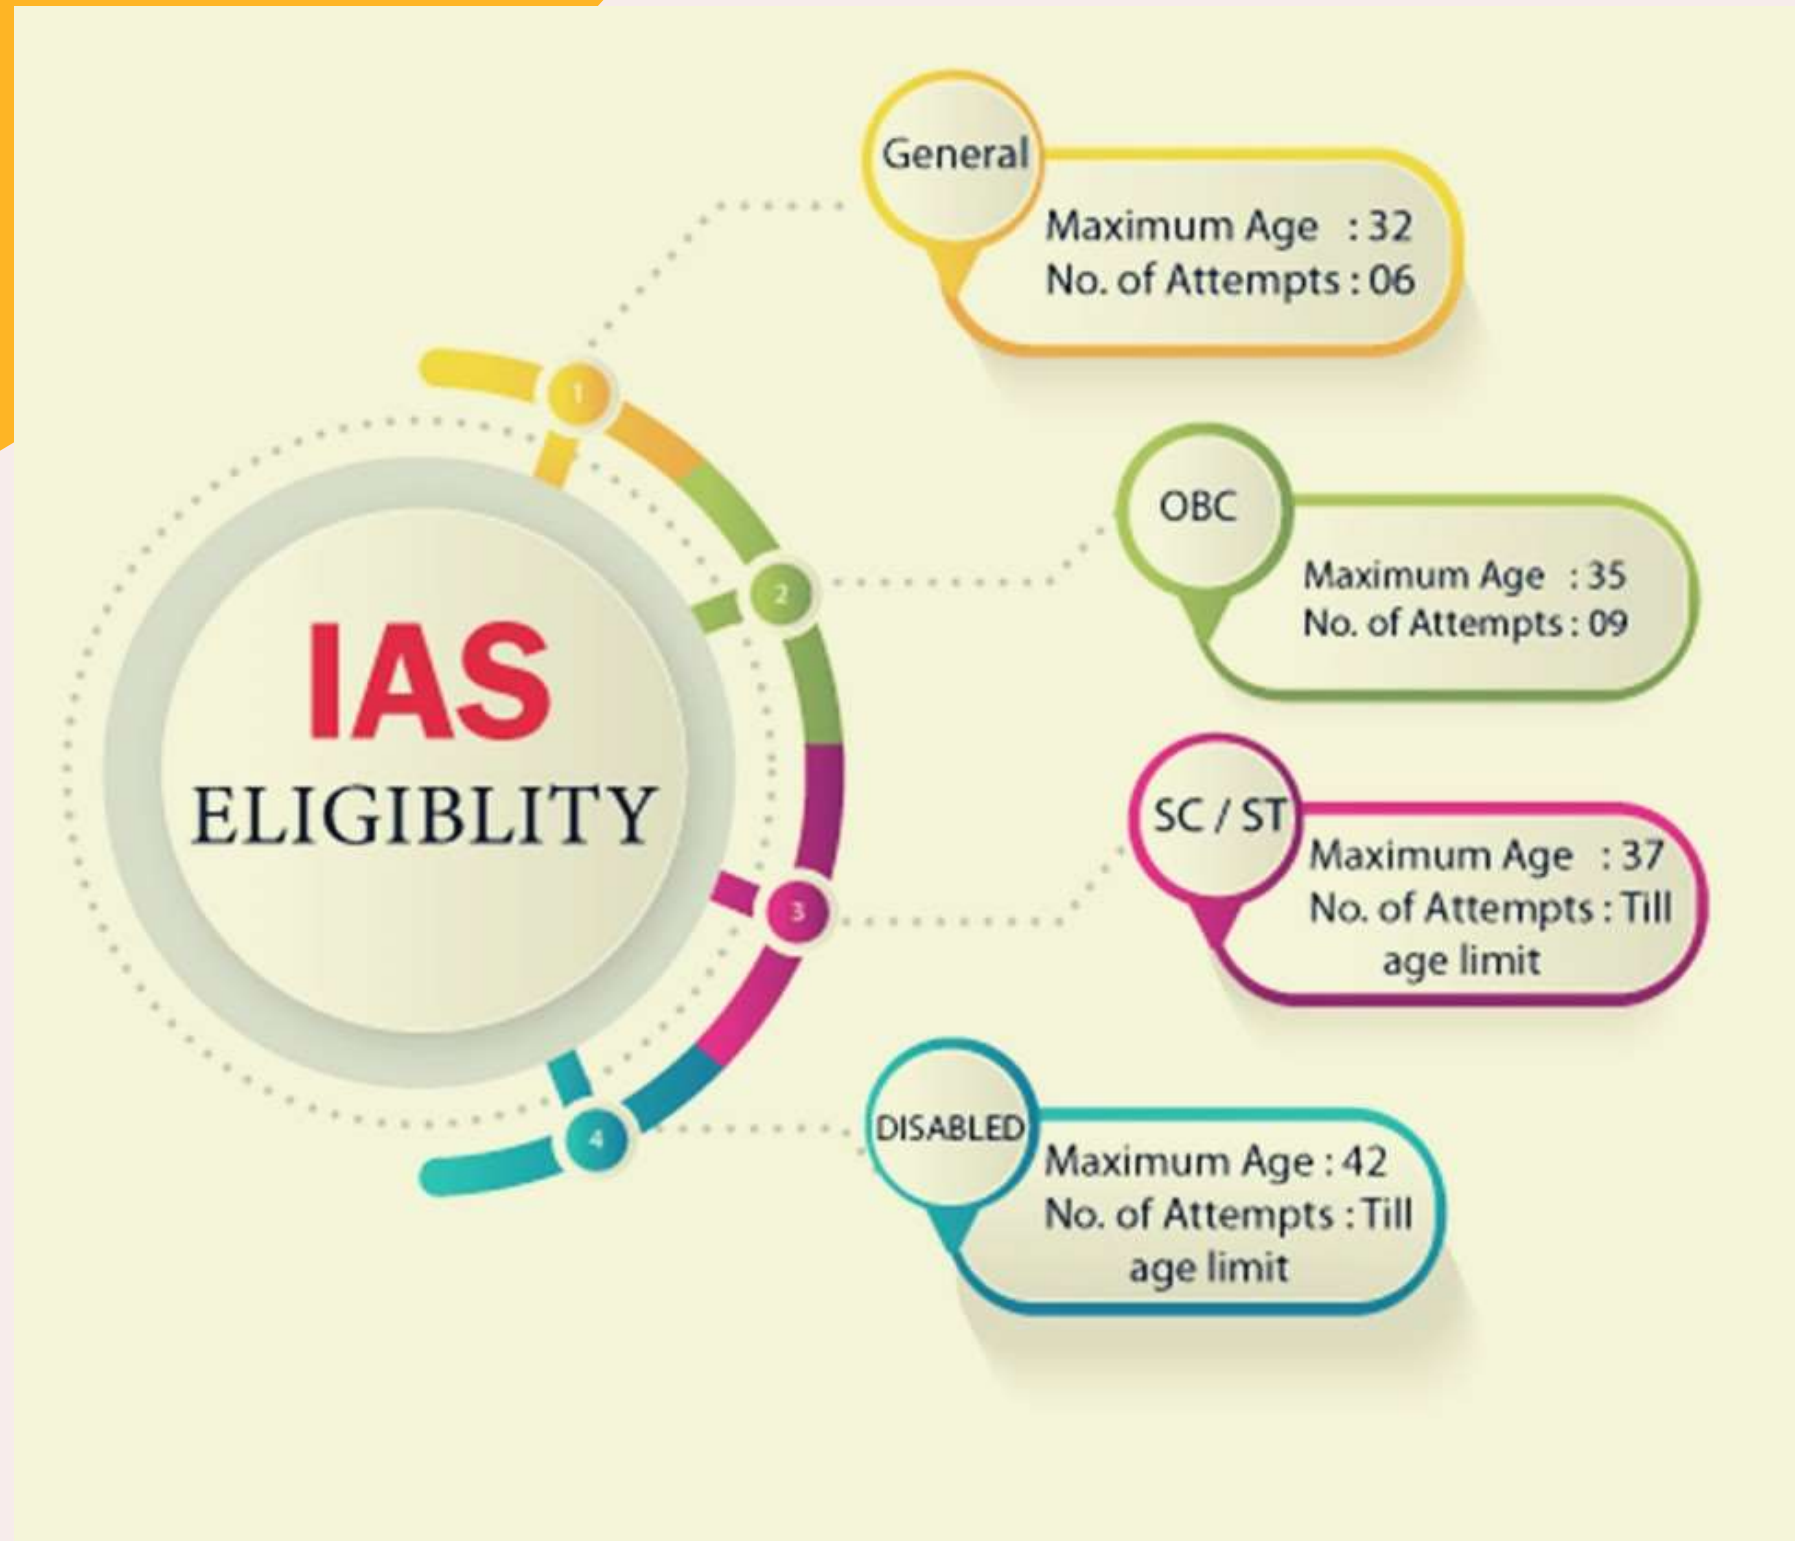 IAS
ELIGIBLITY
1
General
Maximum Age : 32
No. of Attempts : 06
2
OBC
Maximum Age : 35
No. of Attempts : 09
3
SC / ST
Maximum Age : 37
No. of Attempts : Till
age limit
4
DISABLED
Maximum Age : 42
No. of Attempts : Till
age limit